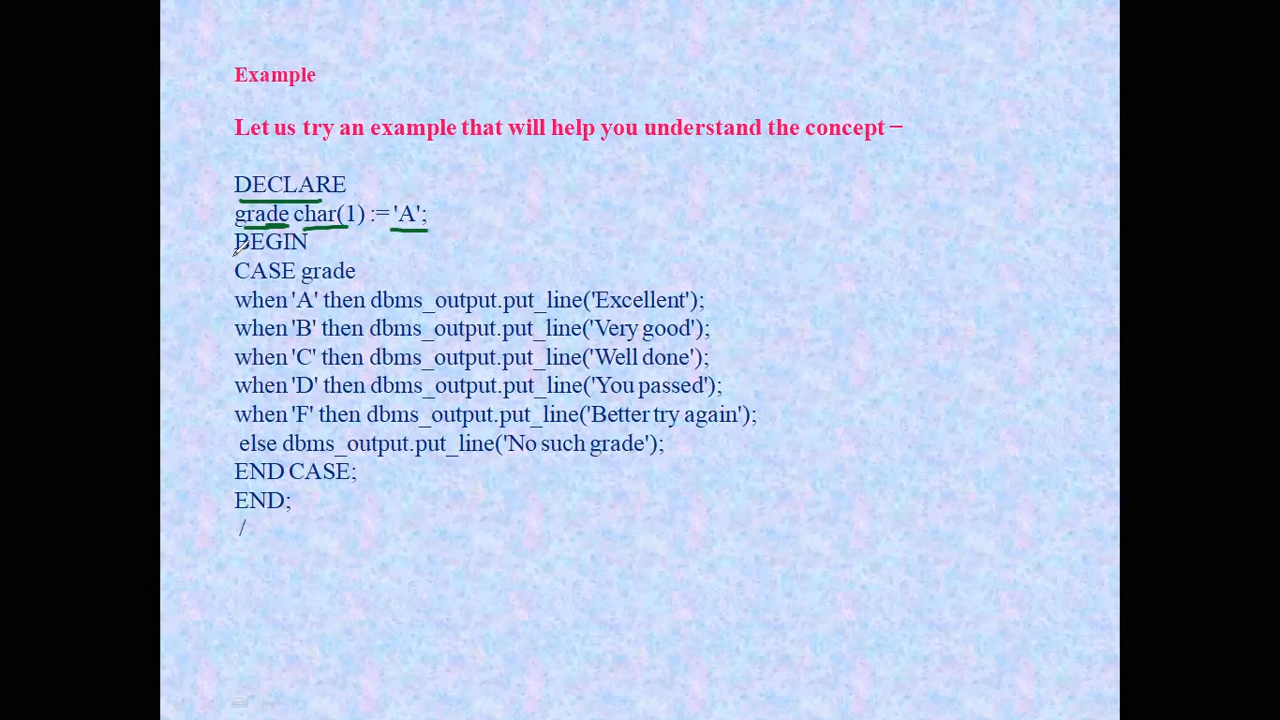 Example
Let us try an example that will help you understand the concept −
DECLARE
grade char(1) := 'A';
BEGIN
CASE grade
when 'A' then dbms_output.put_line('Excellent');
when 'B' then dbms_output.put_line('Very good');
when 'C' then dbms_output.put_line('Well done');
when 'D' then dbms_output.put_line('You passed');
when 'F' then dbms_output.put_line('Better try again');
else dbms_output.put_line('No such grade');
END CASE;
END;
/